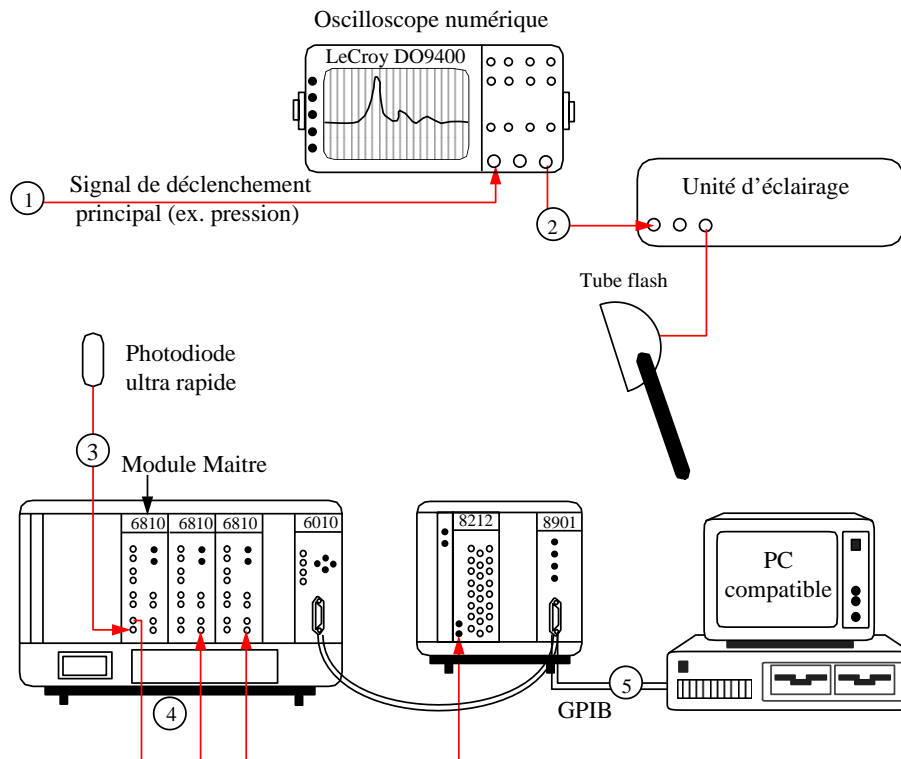 Oscilloscope numérique
LeCroy DO9400
1
Signal de déclenchement
principal (ex. pression)
2
Unité d'éclairage
Tube flash
Photodiode
ultra rapide
3
Module Maitre
6810 6810 6810 6010
8212 8901
PC
compatible
4
5
GPIB